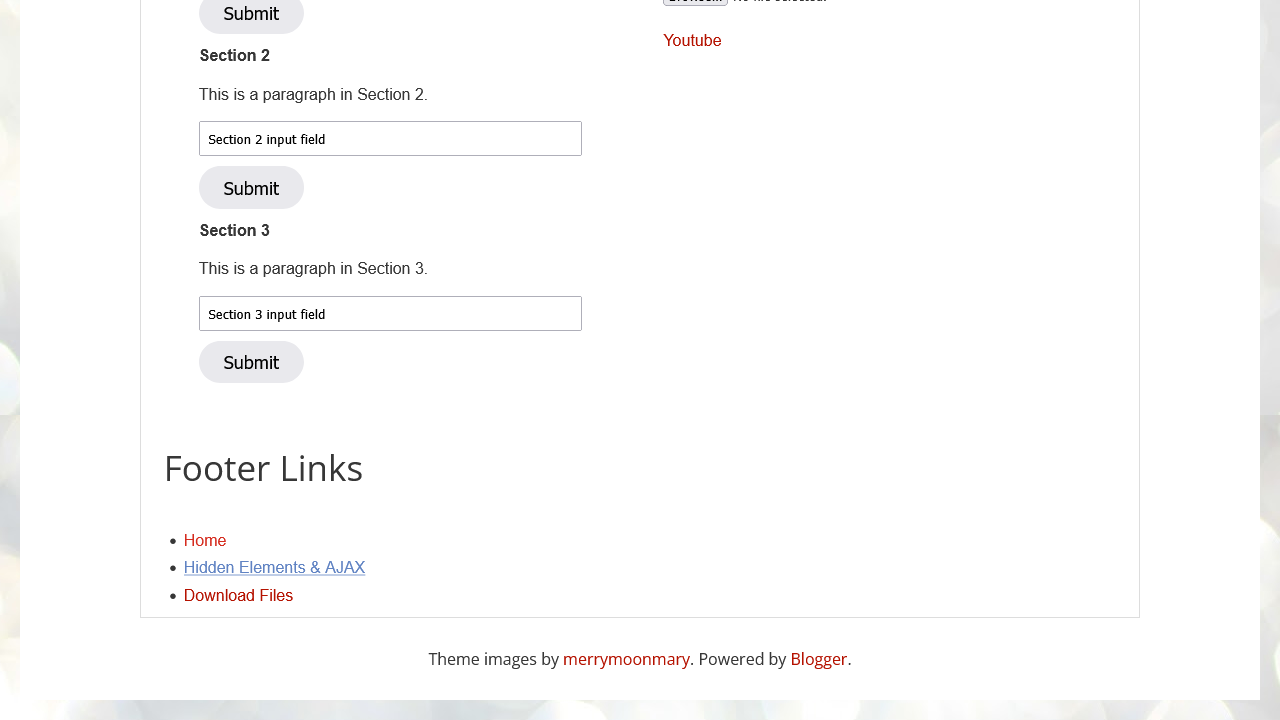 Submit
Section 2
This is a paragraph in Section 2.
Section 2 input field
Submit
Section 3
This is a paragraph in Section 3.
Section 3 input field
Submit
Youtube
Footer Links
Home
Hidden Elements & AJAX
Download Files
Theme images by merrymoonmary. Powered by Blogger.